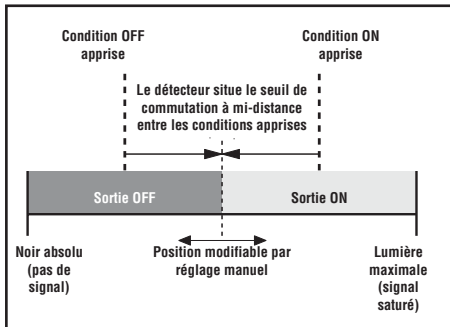 Condition OFF
apprise
Condition ON
apprise
Le détecteur situe le seuil de
commutation à mi-distance
entre les conditions apprises
Sortie OFF
Sortie ON
Noir absolu
(pas de
signal)
Position modifiable par
réglage manuel
Lumière
maximale
(signal
saturé)